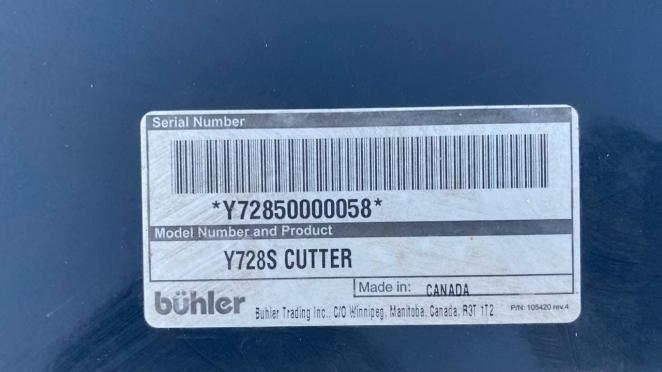 Serial Number
*Y72850000058*
Model Number and Product
Y728S CUTTER
Made in: CANADA
bühler
Buhler Trading Inc., C/O Winnipeg, Manitoba, Canada, R3T 1T2
P/N: 105420 rev.4